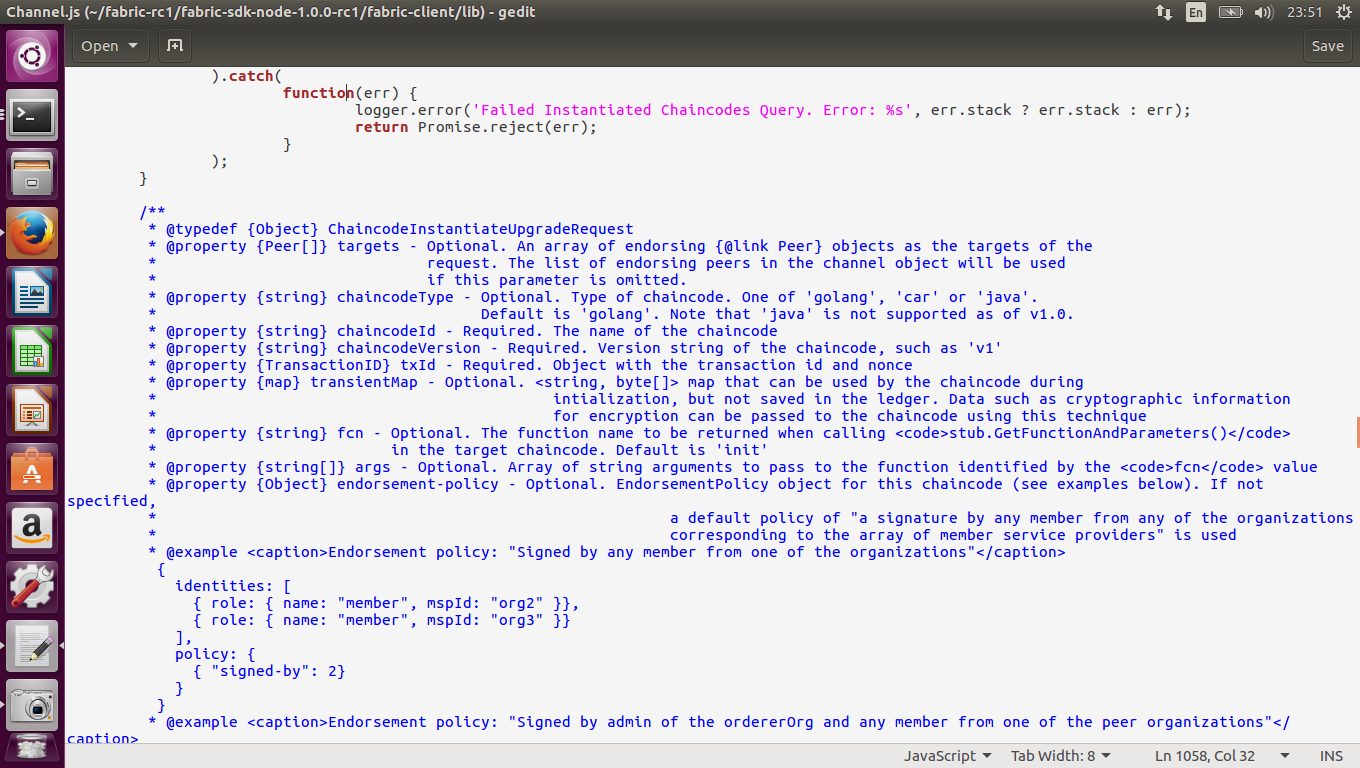 Channel.js (~/fabric-rc1/fabric-sdk-node-1.0.0-rc1/fabric-client/lib) - gedit
En
23:51
Open
Save
).catch(
function(err) {
logger.error('Failed Instantiated Chaincodes Query. Error: %s', err.stack ? err.stack : err);
return Promise.reject(err);
}
);
}
/**
* @typedef {Object} ChaincodeInstantiateUpgradeRequest
* @property {Peer[]} targets - Optional. An array of endorsing {@link Peer} objects as the targets of the
* request. The list of endorsing peers in the channel object will be used
* if this parameter is omitted.
* @property {string} chaincodeType - Optional. Type of chaincode. One of 'golang', 'car' or 'java'.
* Default is 'golang'. Note that 'java' is not supported as of v1.0.
* @property {string} chaincodeId - Required. The name of the chaincode
* @property {string} chaincodeVersion - Required. Version string of the chaincode, such as 'v1'
* @property {TransactionID} txId - Required. Object with the transaction id and nonce
* @property {map} transientMap - Optional. <string, byte[]> map that can be used by the chaincode during
* intialization, but not saved in the ledger. Data such as cryptographic information
* for encryption can be passed to the chaincode using this technique
* @property {string} fcn - Optional. The function name to be returned when calling <code>stub.GetFunctionAndParameters()</code>
* in the target chaincode. Default is 'init'
* @property {string[]} args - Optional. Array of string arguments to pass to the function identified by the <code>fcn</code> value
* @property {Object} endorsement-policy - Optional. EndorsementPolicy object for this chaincode (see examples below). If not
specified,
* a default policy of "a signature by any member from any of the organizations
* corresponding to the array of member service providers" is used
* @example <caption>Endorsement policy: "Signed by any member from one of the organizations"</caption>
{
identities: [
{ role: { name: "member", mspId: "org2" }},
{ role: { name: "member", mspId: "org3" }}
],
policy: {
{ "signed-by": 2}
}
}
* @example <caption>Endorsement policy: "Signed by admin of the ordererOrg and any member from one of the peer organizations"</
caption>
JavaScript
Tab Width: 8
Ln 1058, Col 32
INS